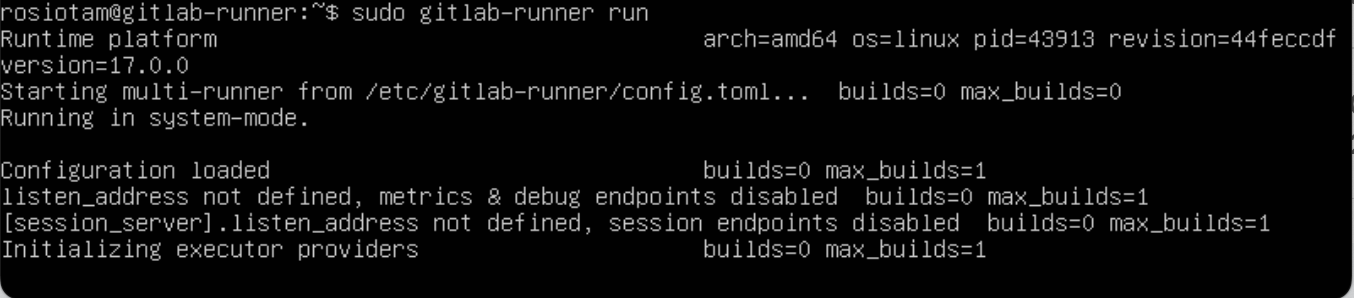 rosiotam@gitlab-runner:~$ sudo gitlab-runner run
Runtime platform                                    arch=amd64 os=linux pid=43913 revision=44feccdf
version=17.0.0
Starting multi-runner from /etc/gitlab-runner/config.toml...  builds=0 max_builds=0
Running in system-mode.

Configuration loaded                                builds=0 max_builds=1
listen_address not defined, metrics & debug endpoints disabled  builds=0 max_builds=1
[session_server].listen_address not defined, session endpoints disabled  builds=0 max_builds=1
Initializing executor providers                     builds=0 max_builds=1